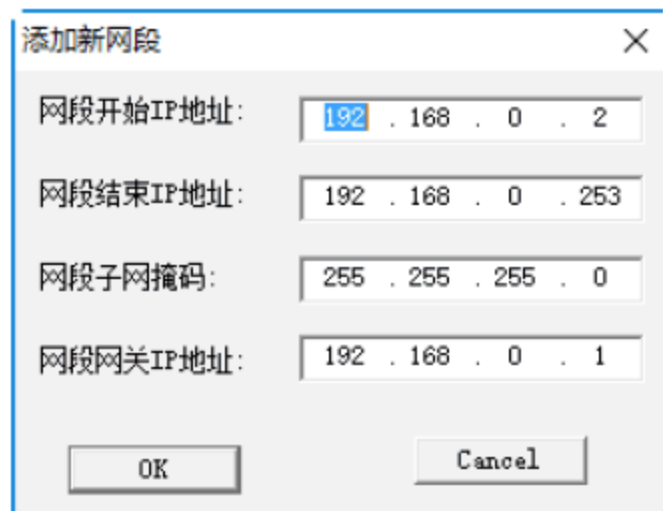 添加新网段
网段开始IP地址: 192 . 168 . 0 . 2
网段结束IP地址: 192 . 168 . 0 . 253
网段子网掩码: 255 . 255 . 255 . 0
网段网关IP地址: 192 . 168 . 0 . 1
OK Cancel